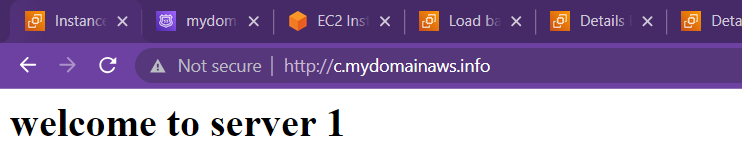 Instance mydom EC2 Inst Load ba Details Deta
Not secure http://c.mydomainaws.info
welcome to server 1